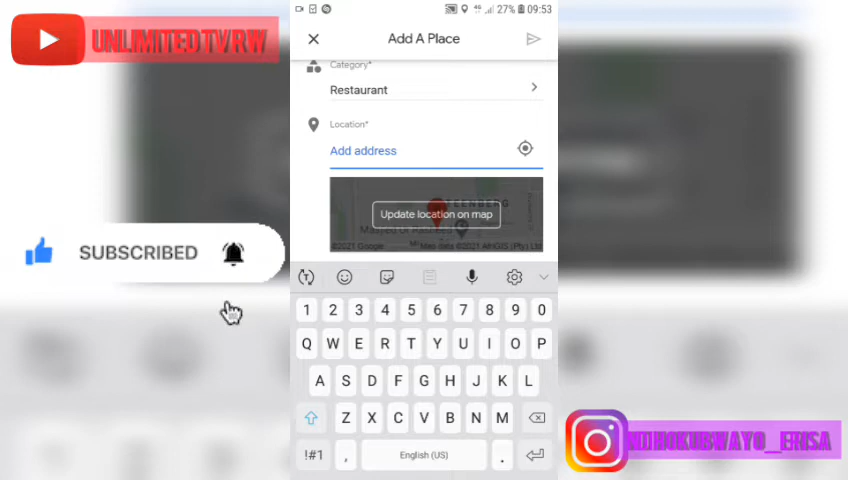 UNLIMITEDTVRW
27% 09:53
Add A Place
Category*
Restaurant
Location*
Add address
Update location on map
©2021 Google
Map data ©2021 AfriGIS (Pty) Ltd
SUBSCRIBED
1 2 3 4 5 6 7 8 9 0
Q W E R T Y U I O P
A S D F G H J K L
Z X C V B N M
!#1 , English (US) .